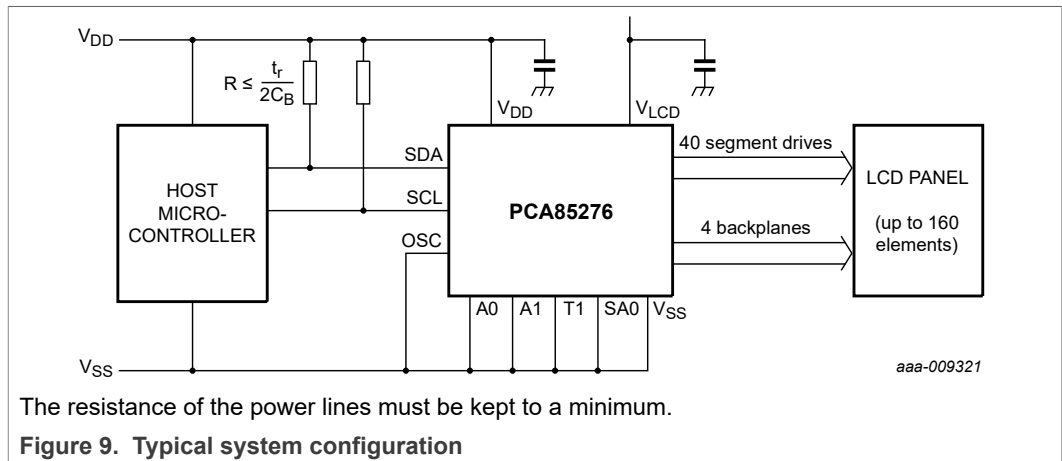 VDD
R ≤ tr
2CB
VDD
VLCD
HOST
MICRO-
CONTROLLER
SDA
SCL
OSC
PCA85276
40 segment drives
4 backplanes
LCD PANEL
(up to 160
elements)
A0 A1 T1 SA0 VSS
VSS
aaa-009321
The resistance of the power lines must be kept to a minimum.
Figure 9. Typical system configuration